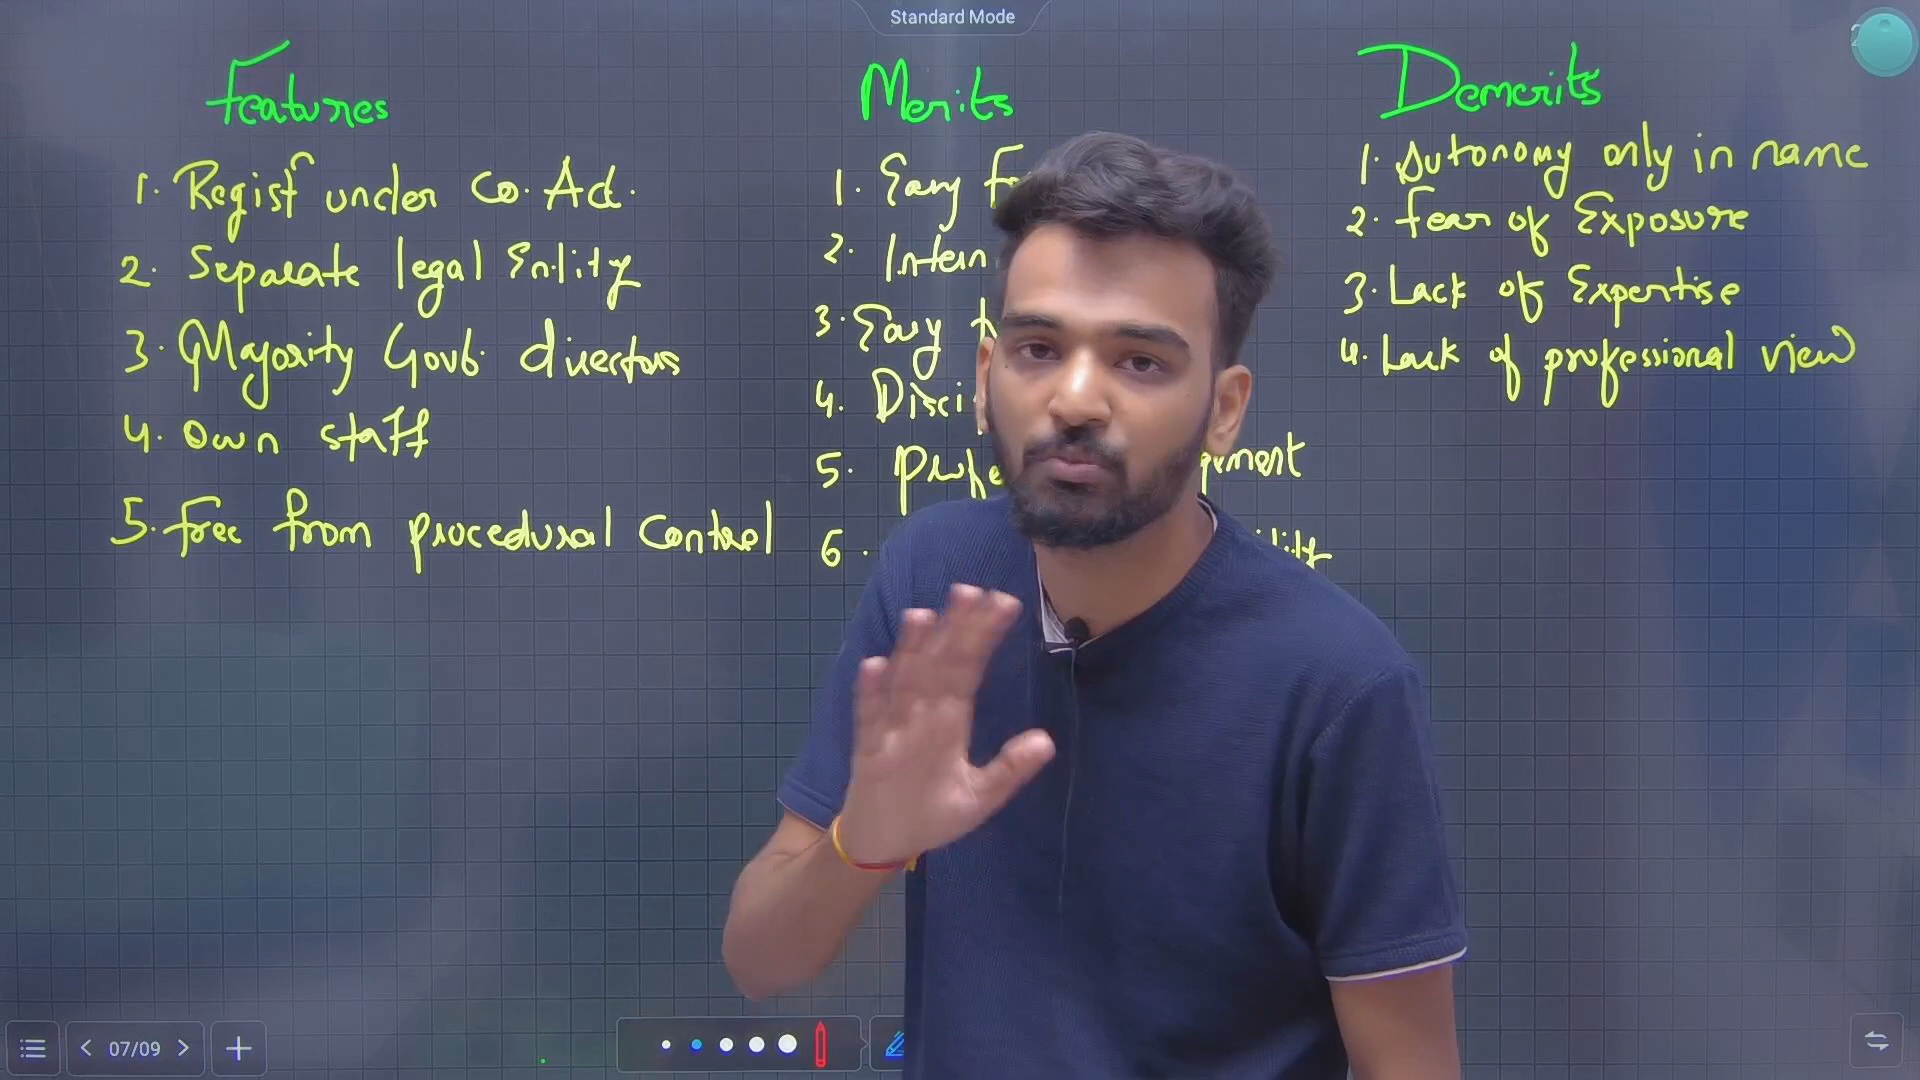 Standard Mode
Features
1. Regist under Co. Act.
2. Separate legal Entity
3. Majority Govt. directors
4. Own staff
5. Free from procedural Control
Merits
1. Easy
2.
3. Easy
4.
5.
6.
Demerits
1. Autonomy only in name
2. Fear of Exposure
3. Lack of Expertise
4. Lack of professional view
07/09